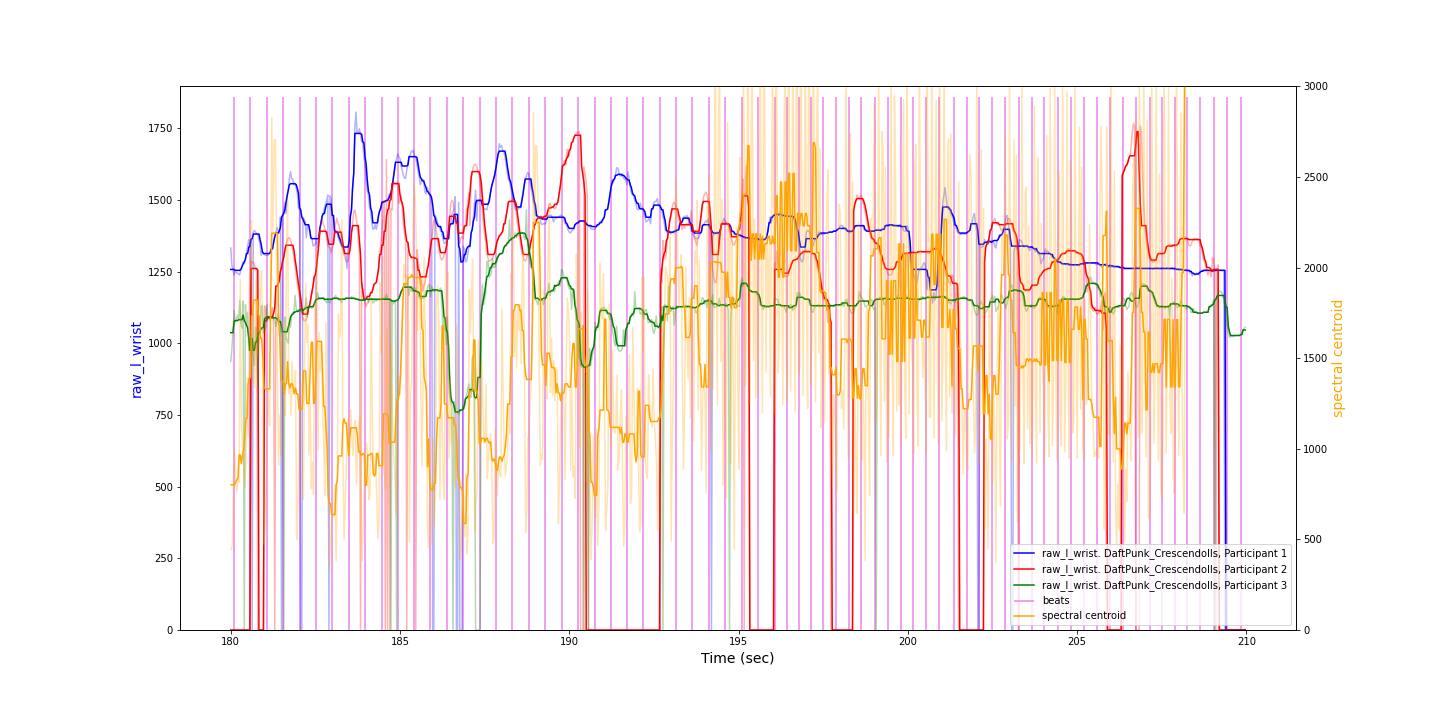 1750
1500
1250
1000
750
500
250
0
raw_l_wrist
3000
2500
2000
1500
1000
500
0
spectral centroid
raw_l_wrist. DaftPunk_Crescendolls, Participant 1
raw_l_wrist. DaftPunk_Crescendolls, Participant 2
raw_l_wrist. DaftPunk_Crescendolls, Participant 3
beats
spectral centroid
180 185 190 195 200 205 210
Time (sec)